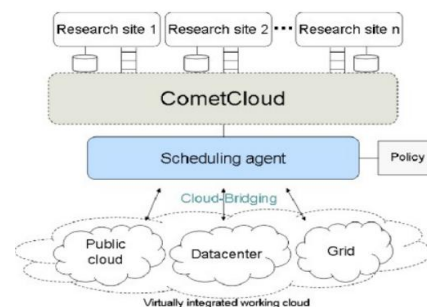 Research site 1 Research site 2 ••• Research site n
CometCloud
Scheduling agent
Policy
Cloud-Bridging
Public
cloud
Datacenter
Grid
Virtually integrated working cloud